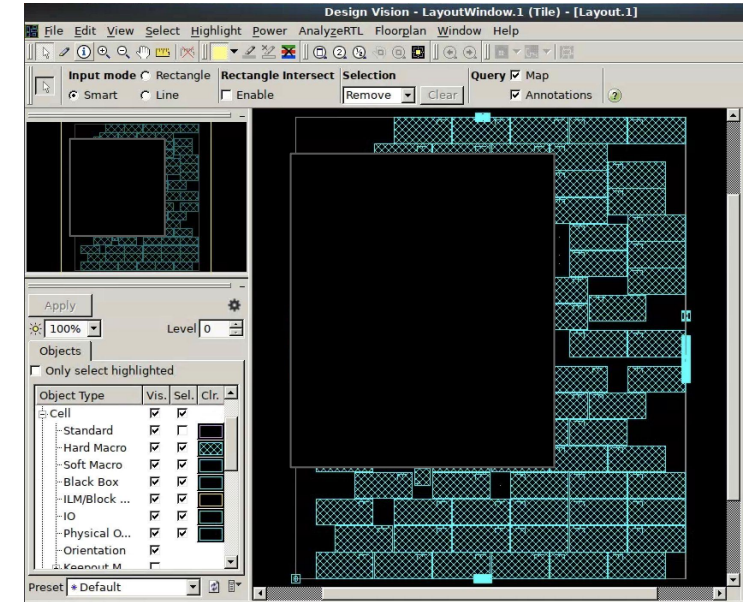 Design Vision - LayoutWindow.1 (Tile) - [Layout.1]
File Edit View Select Highlight Power AnalyzeRTL Floorplan Window Help
Input mode Rectangle Rectangle Intersect Selection Query Map
Smart Line Enable Remove Clear Annotations
Apply
100% Level 0
Objects
Only select highlighted
Object Type Vis. Sel. Clr.
Cell
Standard
Hard Macro
Soft Macro
Black Box
ILM/Block ...
IO
Physical O...
Orientation
Keepout M...
Preset Default